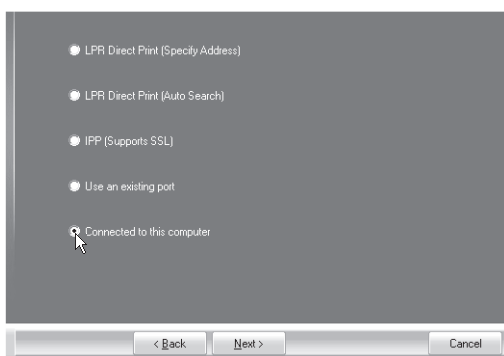 LPR Direct Print (Specify Address)
LPR Direct Print (Auto Search)
IPP (Supports SSL)
Use an existing port
Connected to this computer
< Back Next > Cancel